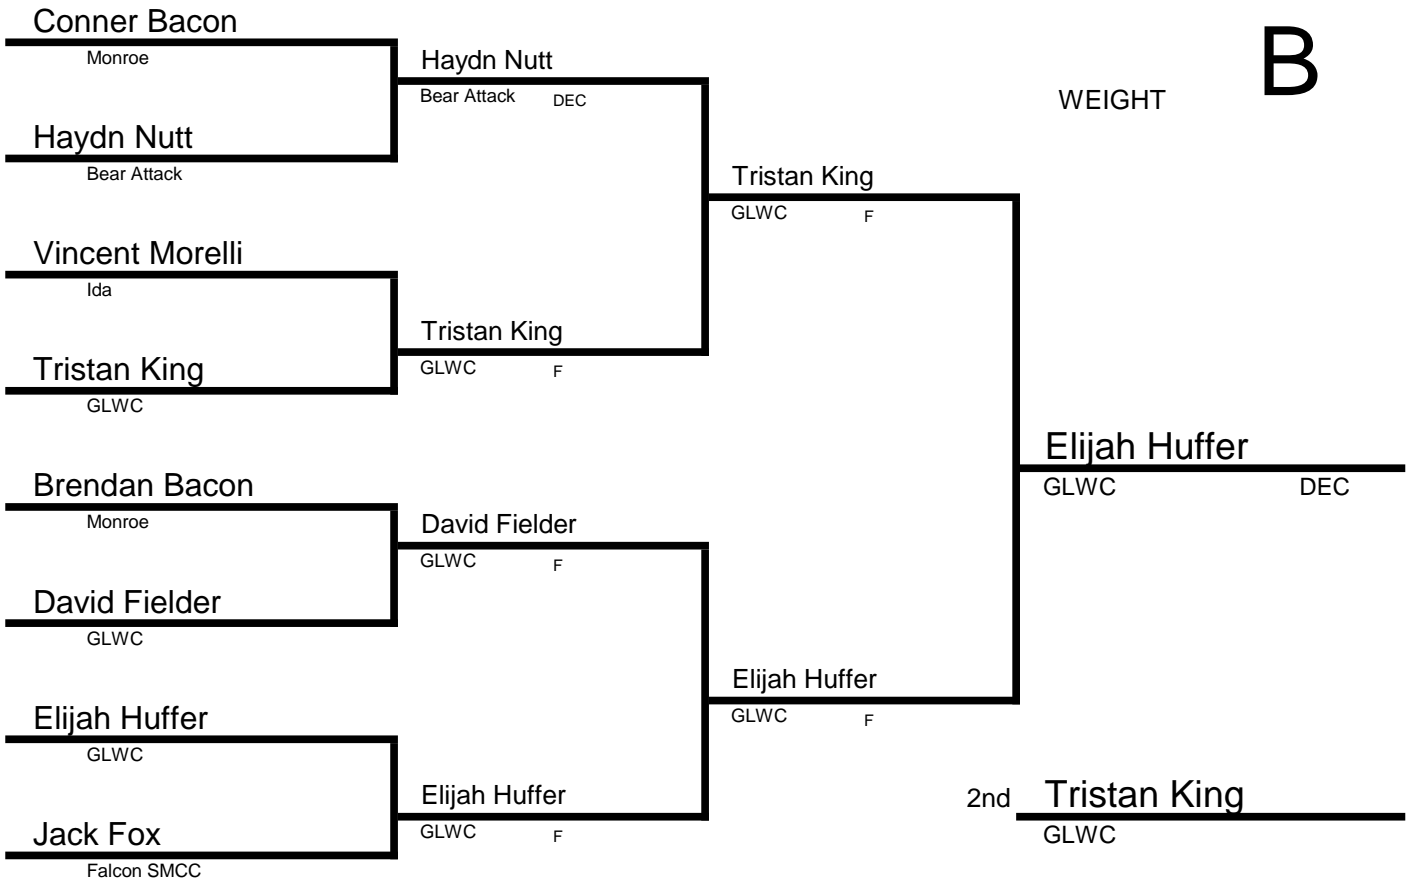 Conner Bacon
Monroe
Haydn Nutt
Bear Attack DEC
WEIGHT
B
Haydn Nutt
Bear Attack
Tristan King
GLWC F
Vincent Morelli
Ida
Tristan King
GLWC F
Tristan King
GLWC
Elijah Huffer
GLWC DEC
Brendan Bacon
Monroe
David Fielder
GLWC F
David Fielder
GLWC
Elijah Huffer
GLWC F
Elijah Huffer
GLWC
Elijah Huffer
GLWC F
2nd Tristan King
GLWC
Jack Fox
Falcon SMCC